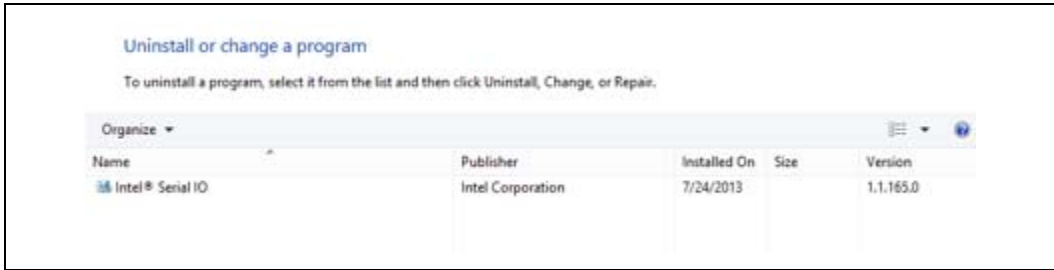 Uninstall or change a program
To uninstall a program, select it from the list and then click Uninstall, Change, or Repair.
Organize
Name Publisher Installed On Size Version
Intel® Serial IO Intel Corporation 7/24/2013 1.1.165.0